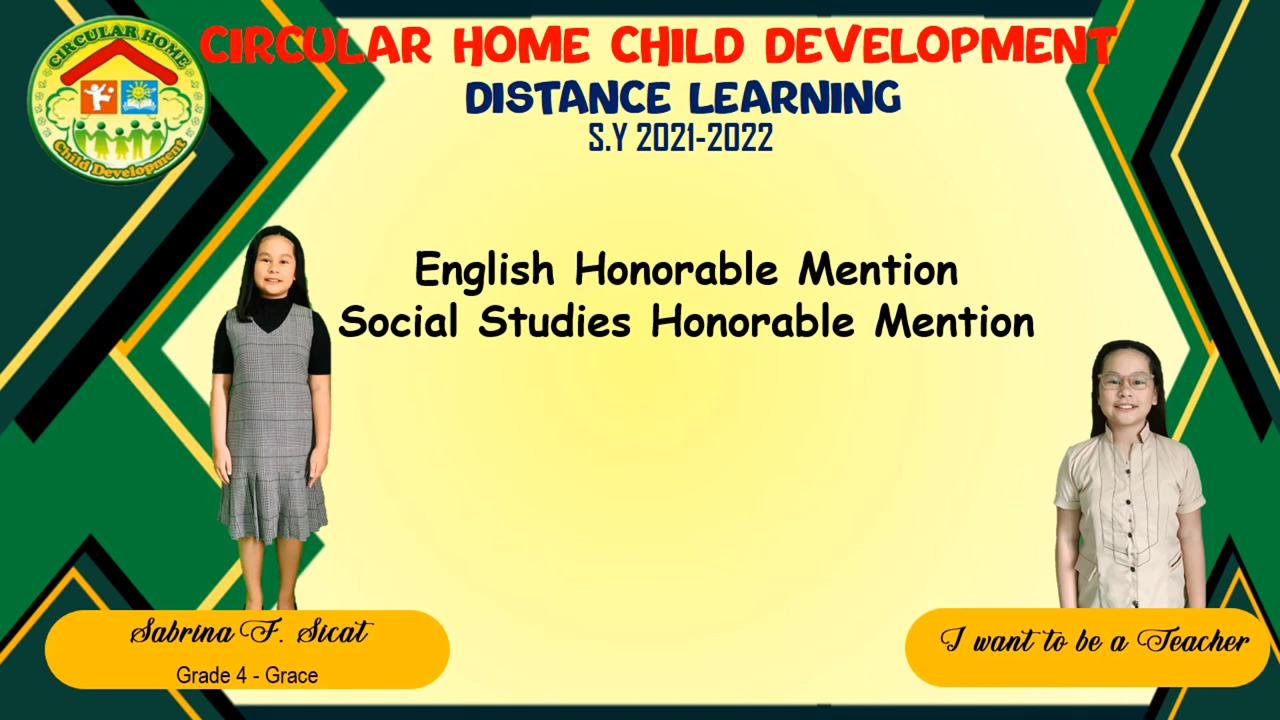 CIRCULAR HOME
Child Development
CIRCULAR HOME CHILD DEVELOPMENT
DISTANCE LEARNING
S.Y 2021-2022
English Honorable Mention
Social Studies Honorable Mention
Sabrina F. Sicat
Grade 4 - Grace
I want to be a Teacher